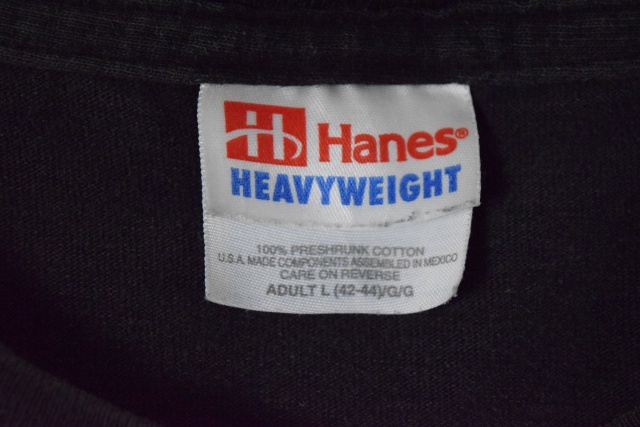 H Hanes®
HEAVYWEIGHT
100% PRESHRUNK COTTON
U.S.A. MADE COMPONENTS ASSEMBLED IN MEXICO
CARE ON REVERSE
ADULT L (42-44)/G/G